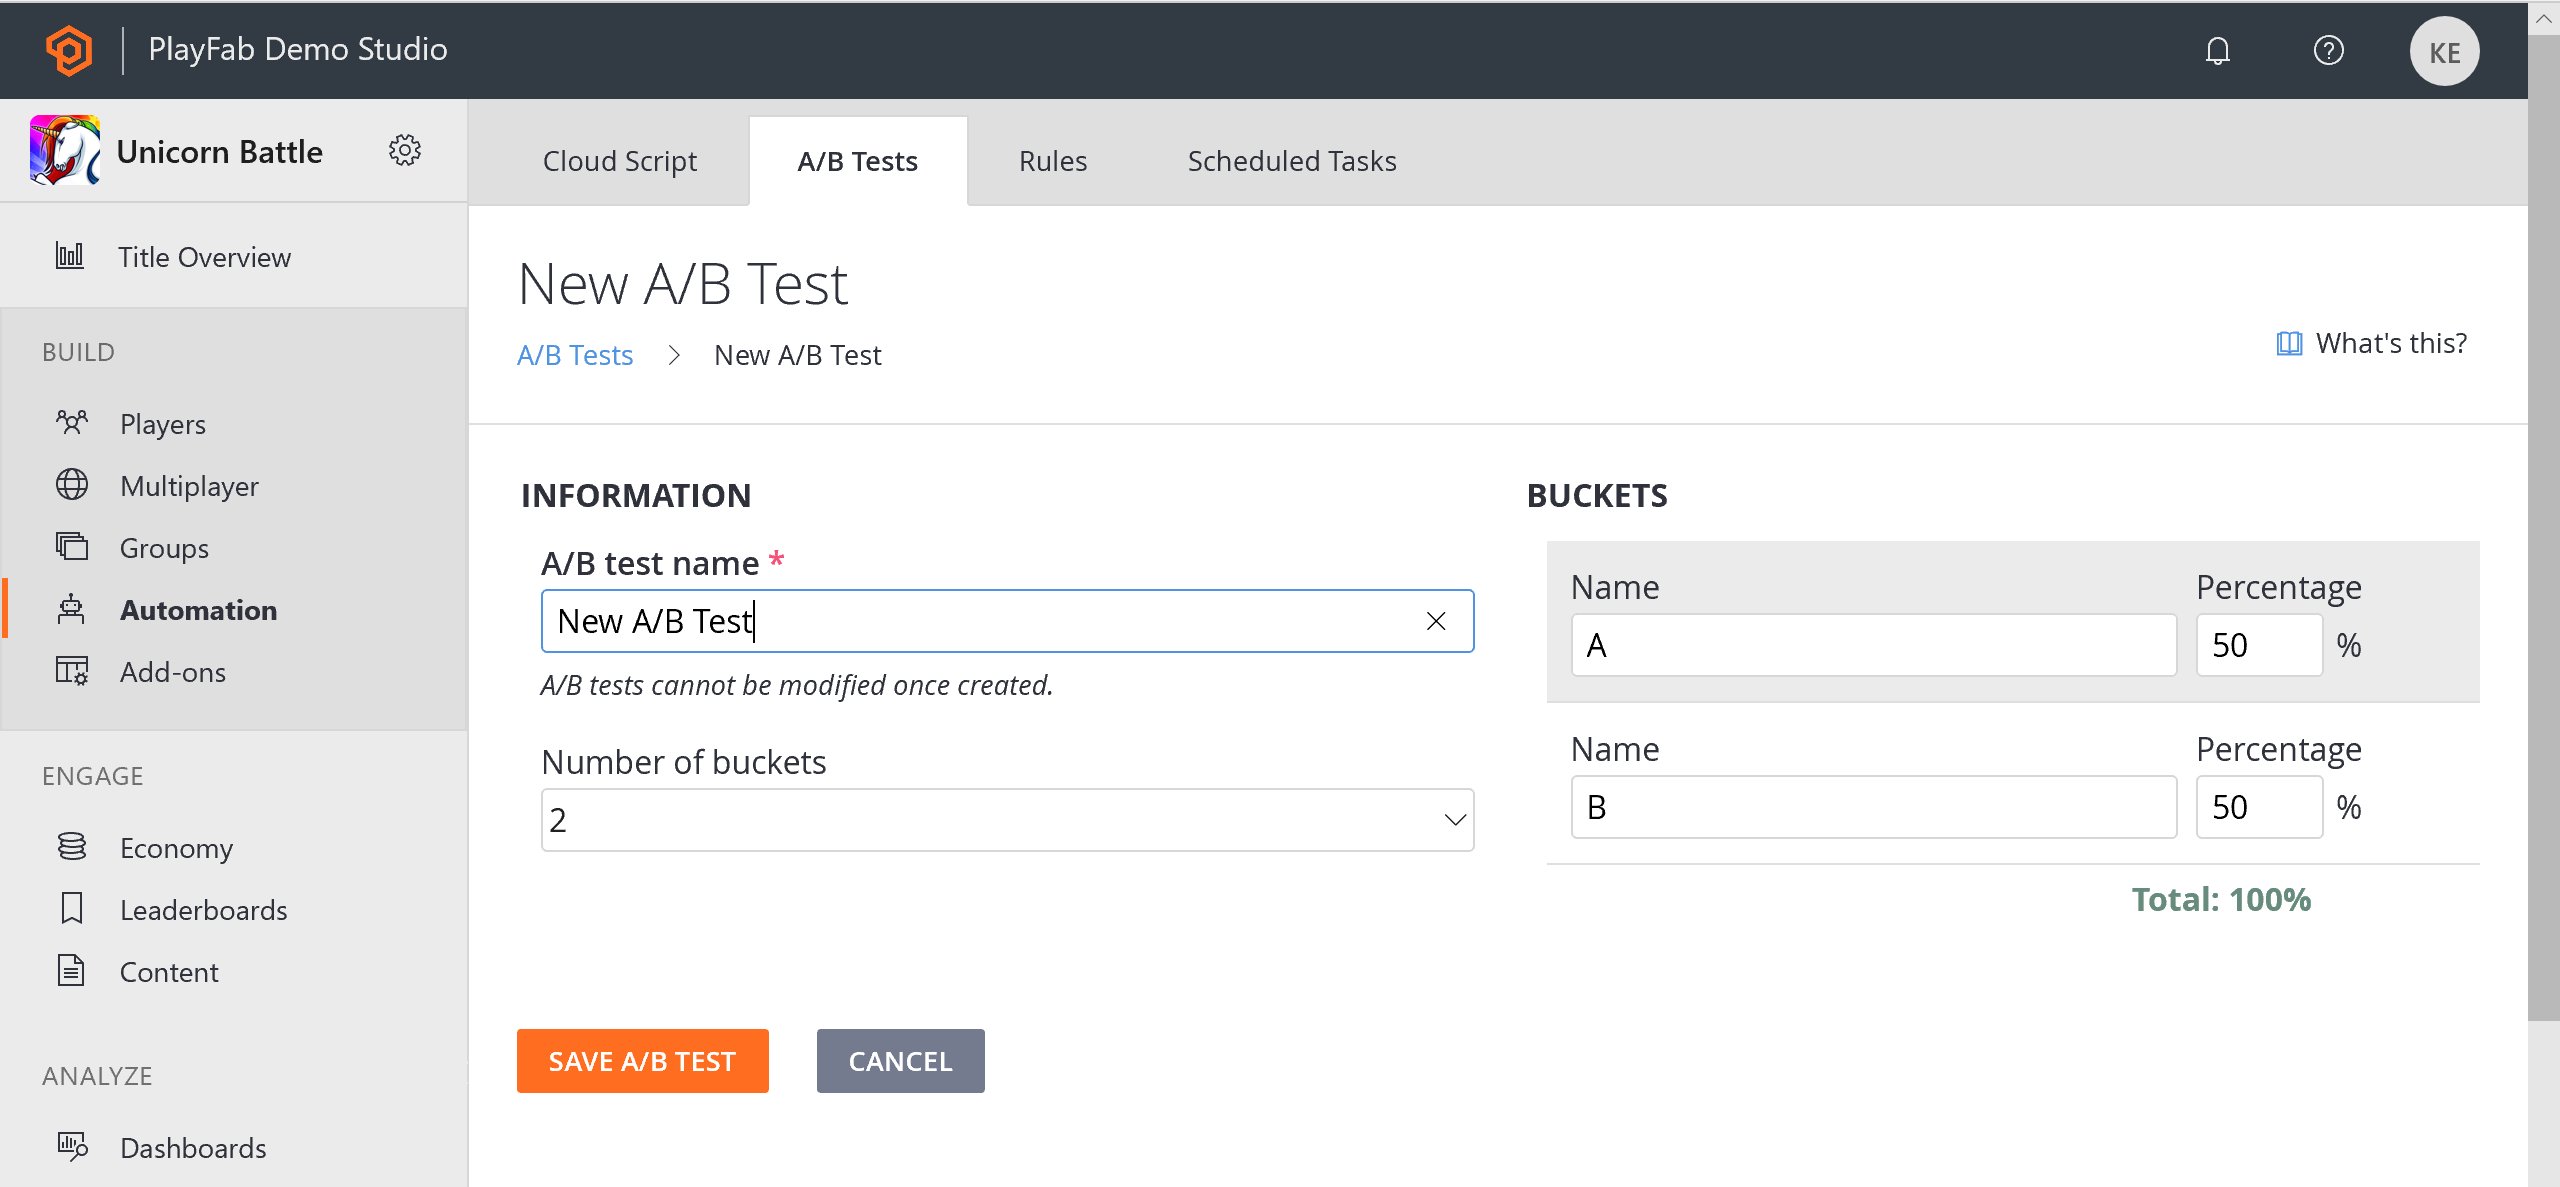 PlayFab Demo Studio
KE
Unicorn Battle
Cloud Script
A/B Tests
Rules
Scheduled Tasks
Title Overview
BUILD
Players
Multiplayer
Groups
Automation
Add-ons
ENGAGE
Economy
Leaderboards
Content
ANALYZE
Dashboards
New A/B Test
A/B Tests > New A/B Test
What's this?
INFORMATION
A/B test name *
New A/B Test
A/B tests cannot be modified once created.
Number of buckets
2
BUCKETS
Name Percentage
A 50 %
Name Percentage
B 50 %
Total: 100%
SAVE A/B TEST
CANCEL